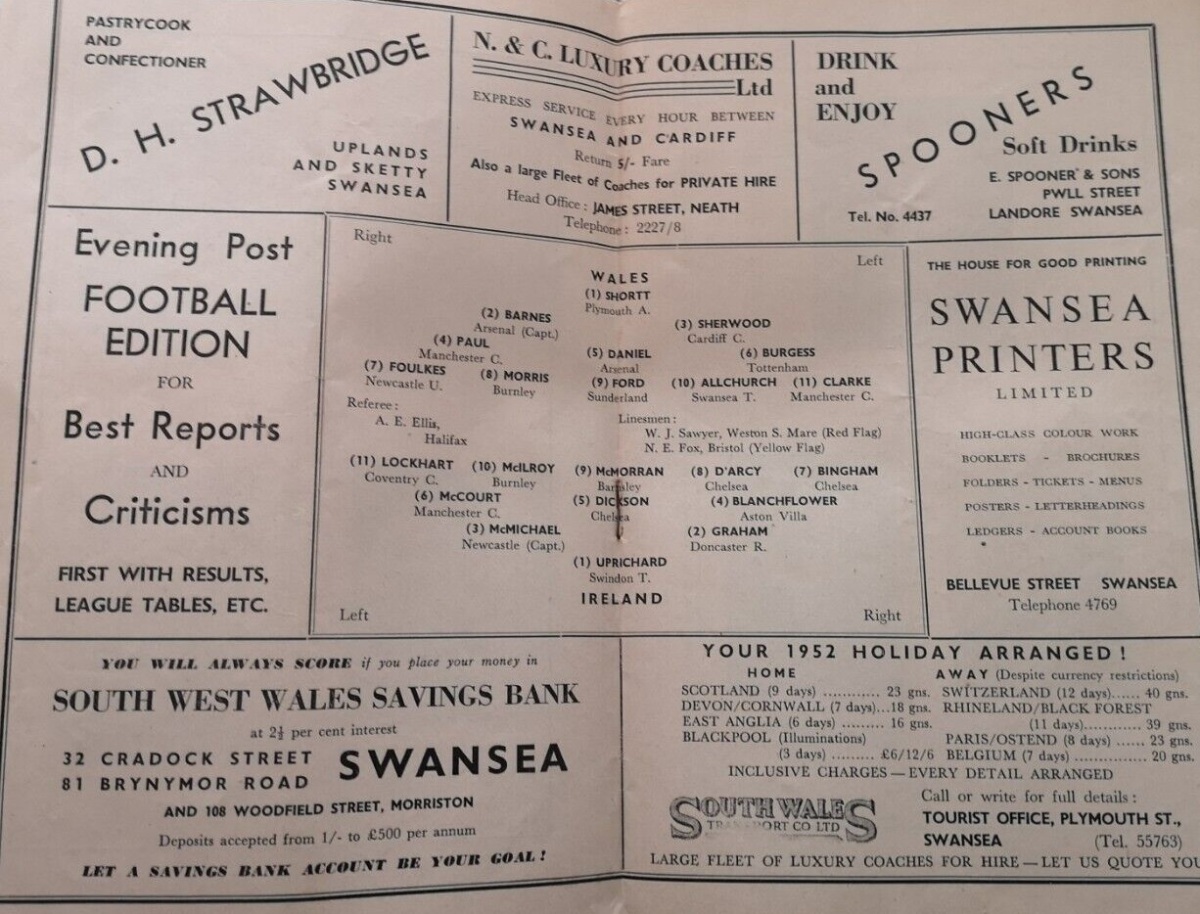 PASTRYCOOK
AND
CONFECTIONER
D. H. STRAWBRIDGE
UPLANDS
AND SKETTY
SWANSEA
N. & C. LUXURY COACHES
Ltd
EXPRESS SERVICE EVERY HOUR BETWEEN
SWANSEA AND CARDIFF
Return 5/- Fare
Also a large Fleet of Coaches for PRIVATE HIRE
Head Office: JAMES STREET, NEATH
Telephone: 2227/8
DRINK
and
ENJOY
SPOONERS
Soft Drinks
E. SPOONER & SONS
PWLL STREET
Tel. No. 4437 LANDORE SWANSEA
Evening Post
FOOTBALL
EDITION
FOR
Best Reports
AND
Criticisms
FIRST WITH RESULTS,
LEAGUE TABLES, ETC.
Right Left
WALES
(1) SHORTT
Plymouth A.
(2) BARNES (3) SHERWOOD
Arsenal (Capt.) Cardiff C.
(4) PAUL (5) DANIEL (6) BURGESS
Manchester C. Arsenal Tottenham
(7) FOULKES (8) MORRIS (9) FORD (10) ALLCHURCH (11) CLARKE
Newcastle U. Burnley Sunderland Swansea T. Manchester C.
Referee: Linesmen:
A. E. Ellis, W. J. Sawyer, Weston S. Mare (Red Flag)
Halifax N. E. Fox, Bristol (Yellow Flag)
(11) LOCKHART (10) McILROY (9) McMORRAN (8) D'ARCY (7) BINGHAM
Coventry C. Burnley Barnsley Chelsea Chelsea
(6) McCOURT (5) DICKSON (4) BLANCHFLOWER
Manchester C. Chelsea Aston Villa
(3) McMICHAEL (2) GRAHAM
Newcastle (Capt.) Doncaster R.
(1) UPRICHARD
Swindon T.
IRELAND
Left Right
THE HOUSE FOR GOOD PRINTING
SWANSEA
PRINTERS
LIMITED
HIGH-CLASS COLOUR WORK
BOOKLETS - BROCHURES
FOLDERS - TICKETS - MENUS
POSTERS - LETTERHEADINGS
LEDGERS - ACCOUNT BOOKS
BELLEVUE STREET SWANSEA
Telephone 4769
YOU WILL ALWAYS SCORE if you place your money in
SOUTH WEST WALES SAVINGS BANK
at 2½ per cent interest
32 CRADOCK STREET
81 BRYNYMOR ROAD SWANSEA
AND 108 WOODFIELD STREET, MORRISTON
Deposits accepted from 1/- to £500 per annum
LET A SAVINGS BANK ACCOUNT BE YOUR GOAL!
YOUR 1952 HOLIDAY ARRANGED!
HOME
SCOTLAND (9 days) ........... 23 gns.
DEVON/CORNWALL (7 days)...18 gns.
EAST ANGLIA (6 days) ......... 16 gns.
BLACKPOOL (Illuminations)
(3 days) ......... £6/12/6
AWAY (Despite currency restrictions)
SWITZERLAND (12 days)...... 40 gns.
RHINELAND/BLACK FOREST
(11 days)............ 39 gns.
PARIS/OSTEND (8 days) ...... 23 gns.
BELGIUM (7 days) ............... 20 gns.
INCLUSIVE CHARGES—EVERY DETAIL ARRANGED
SOUTH WALES
TRANSPORT CO LTD
Call or write for full details:
TOURIST OFFICE, PLYMOUTH ST.,
SWANSEA (Tel. 55763)
LARGE FLEET OF LUXURY COACHES FOR HIRE—LET US QUOTE YOU